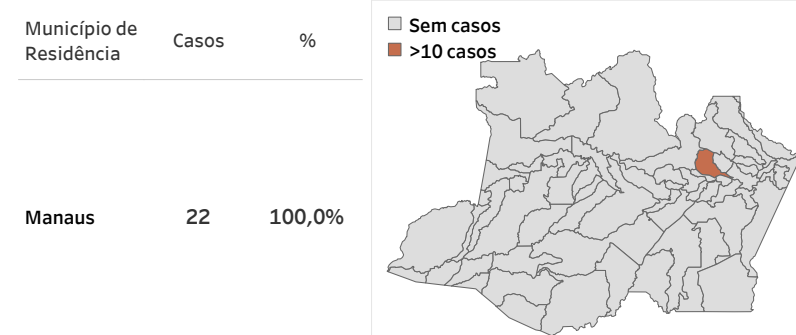 Município de
Residência
Casos
%
Manaus
22
100,0%
Sem casos
>10 casos